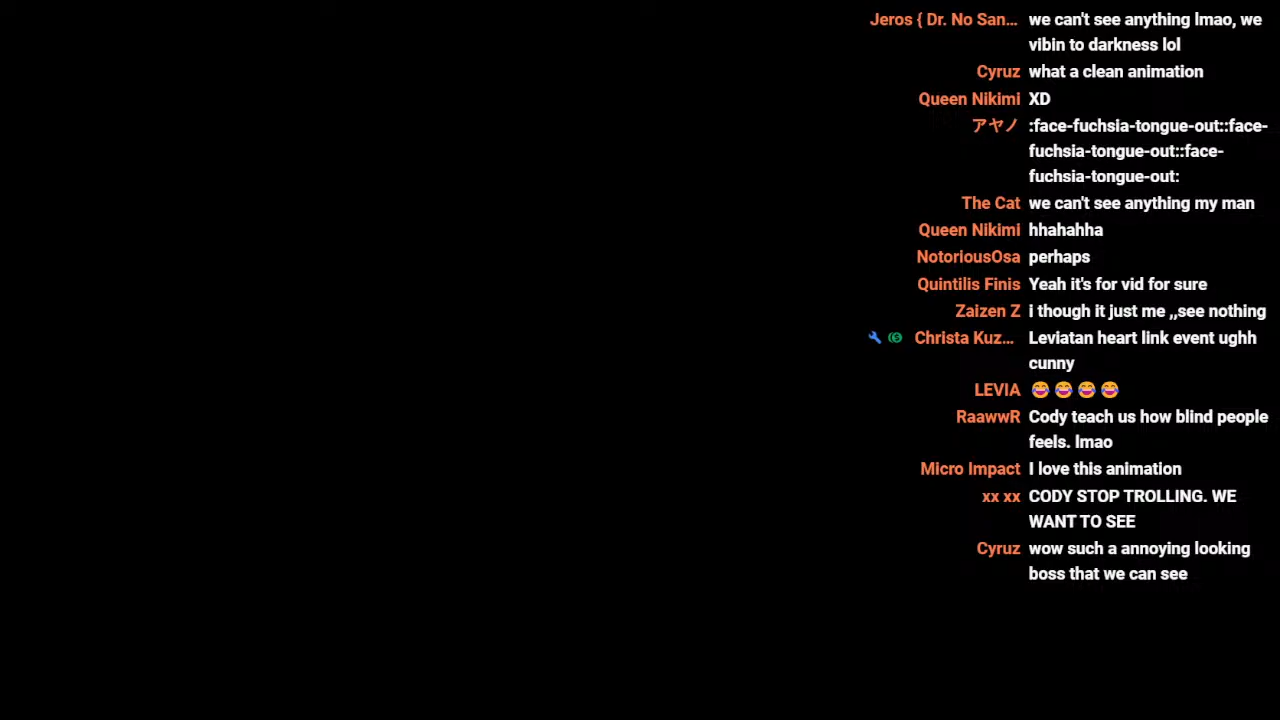 Jeros { Dr. No San... we can't see anything lmao, we
vibin to darkness lol
Cyruz what a clean animation
Queen Nikimi XD
アヤノ :face-fuchsia-tongue-out::face-
fuchsia-tongue-out::face-
fuchsia-tongue-out:
The Cat we can't see anything my man
Queen Nikimi hhahahha
NotoriousOsa perhaps
Quintilis Finis Yeah it's for vid for sure
Zaizen Z i though it just me ,,see nothing
Christa Kuz... Leviatan heart link event ughh
cunny
LEVIA 😂😂😂😂
RaawwR Cody teach us how blind people
feels. lmao
Micro Impact I love this animation
xx xx CODY STOP TROLLING. WE
WANT TO SEE
Cyruz wow such a annoying looking
boss that we can see